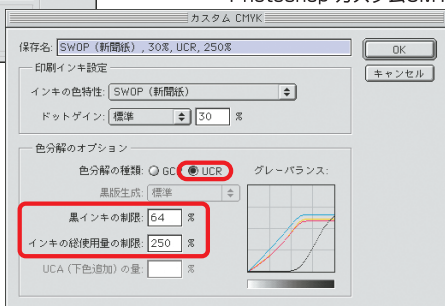 Photoshop カスタムCM
カスタム CMYK
保存名: SWOP（新聞紙）, 30%, UCR, 250%
OK
キャンセル
印刷インキ設定
インキの色特性: SWOP（新聞紙）
ドットゲイン: 標準 30 %
色分解のオプション
色分解の種類: GC UCR グレーバランス:
黒版生成: 標準
黒インキの制限: 64 %
インキの総使用量の制限: 250 %
UCA（下色追加）の量: %